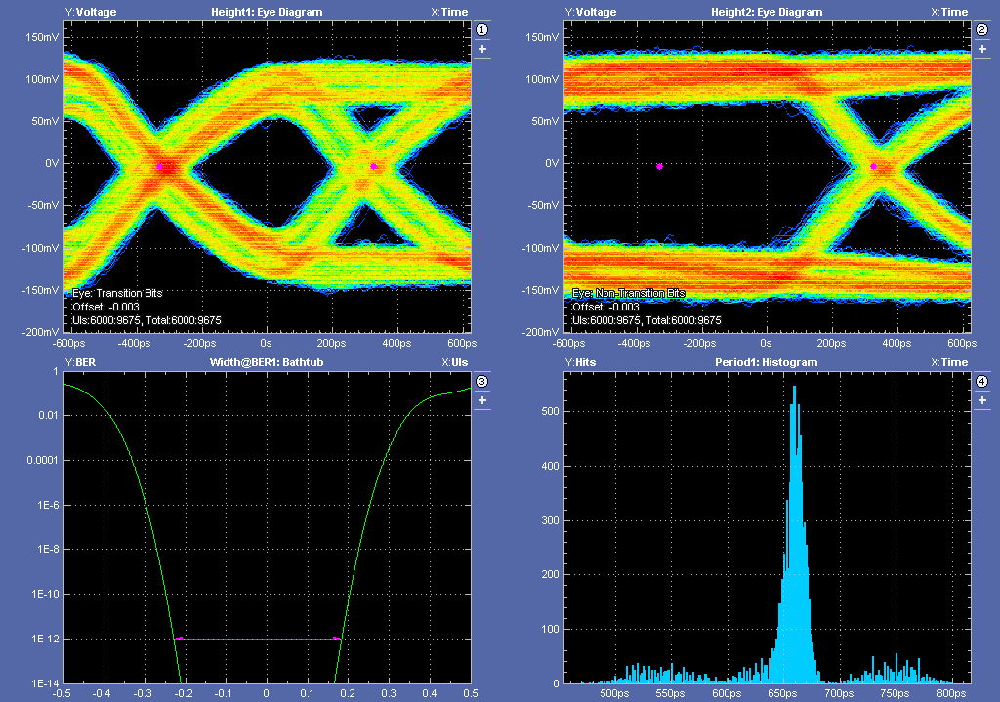 Y:Voltage Height1: Eye Diagram X:Time
1
+
150mV
100mV
50mV
0V
-50mV
-100mV
-150mV
-200mV
Eye: Transition Bits
Offset: -0.003
UIs:6000:9675, Total:6000:9675
-600ps -400ps -200ps 0s 200ps 400ps 600ps
Y:Voltage Height2: Eye Diagram X:Time
2
+
150mV
100mV
50mV
0V
-50mV
-100mV
-150mV
-200mV
Eye: Non-Transition Bits
Offset: -0.003
UIs:6000:9675, Total:6000:9675
-600ps -400ps -200ps 0s 200ps 400ps 600ps
Y:BER Width@BER1: Bathtub X:UIs
3
+
1
0.01
0.0001
1E-6
1E-8
1E-10
1E-12
1E-14
-0.5 -0.4 -0.3 -0.2 -0.1 0 0.1 0.2 0.3 0.4 0.5
Y:Hits Period1: Histogram X:Time
4
+
500
400
300
200
100
0
500ps 550ps 600ps 650ps 700ps 750ps 800ps